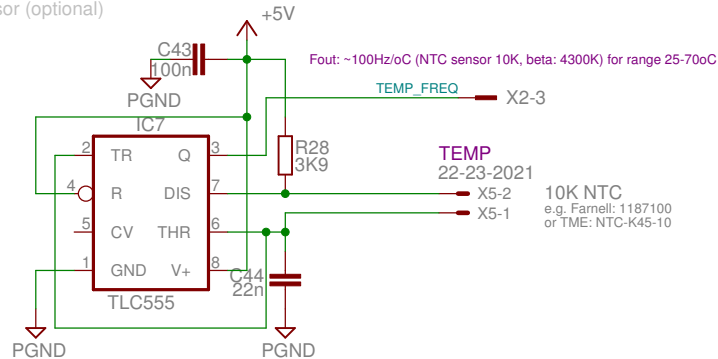 sor (optional)
+5V
C43
100n
Fout: ~100Hz/oC (NTC sensor 10K, beta: 4300K) for range 25-70oC
PGND
TEMP_FREQ
X2-3
IC7
2 TR Q 3
R28
3K9
TEMP
22-23-2021
4 R DIS 7
X5-2
10K NTC
X5-1
e.g. Farnell: 1187100
or TME: NTC-K45-10
5 CV THR 6
1 GND V+ 8
C44
22n
TLC555
PGND
PGND